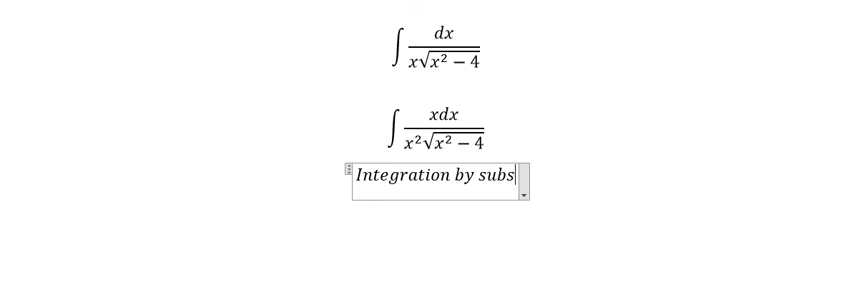 ∫ dx / (x√(x² − 4))
∫ xdx / (x²√(x² − 4))
Integration by subs